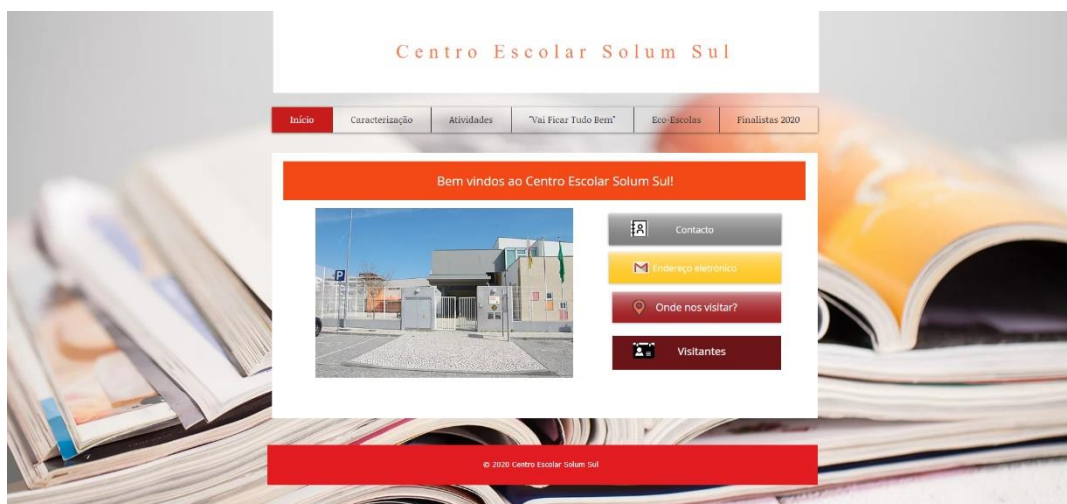 Centro Escolar Solum Sul
Início Caracterização Atividades "Vai Ficar Tudo Bem" Eco-Escolas Finalistas 2020
Bem vindos ao Centro Escolar Solum Sul!
P
Contacto
Endereço eletrónico
Onde nos visitar?
Visitantes
© 2020 Centro Escolar Solum Sul